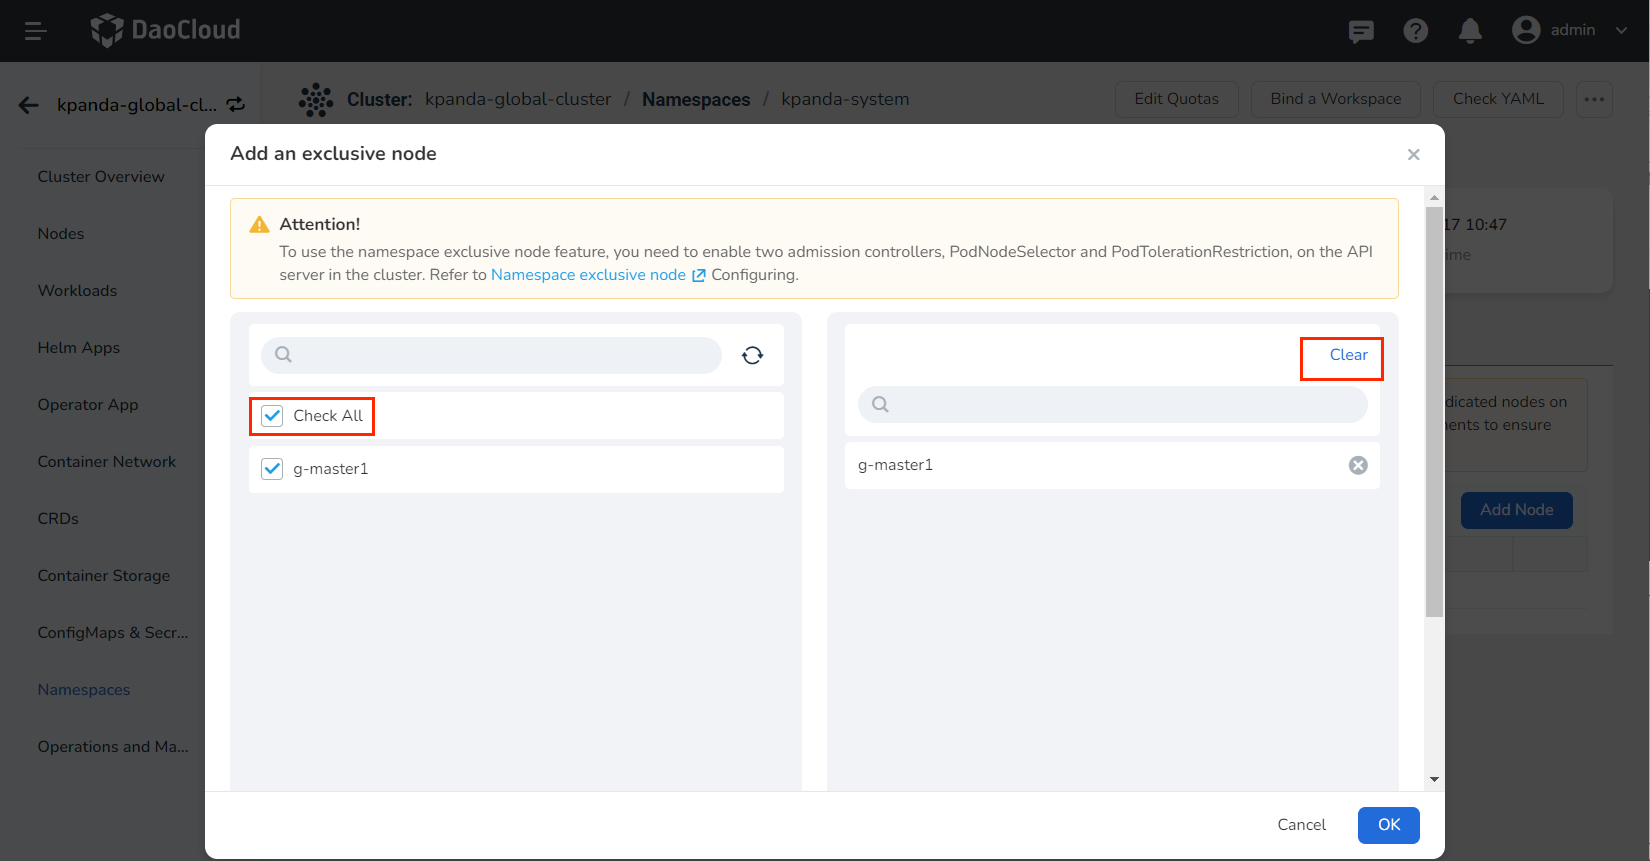 DaoCloud
admin
kpanda-global-cl...
Cluster: kpanda-global-cluster / Namespaces / kpanda-system
Edit Quotas
Bind a Workspace
Check YAML
Cluster Overview
Nodes
Workloads
Helm Apps
Operator App
Container Network
CRDs
Container Storage
ConfigMaps & Secr...
Namespaces
Operations and Ma...
Add an exclusive node
Attention!
To use the namespace exclusive node feature, you need to enable two admission controllers, PodNodeSelector and PodTolerationRestriction, on the API
server in the cluster. Refer to Namespace exclusive node Configuring.
Check All
g-master1
Clear
g-master1
Cancel
OK
17 10:47
ime
dicated nodes on
ents to ensure
Add Node